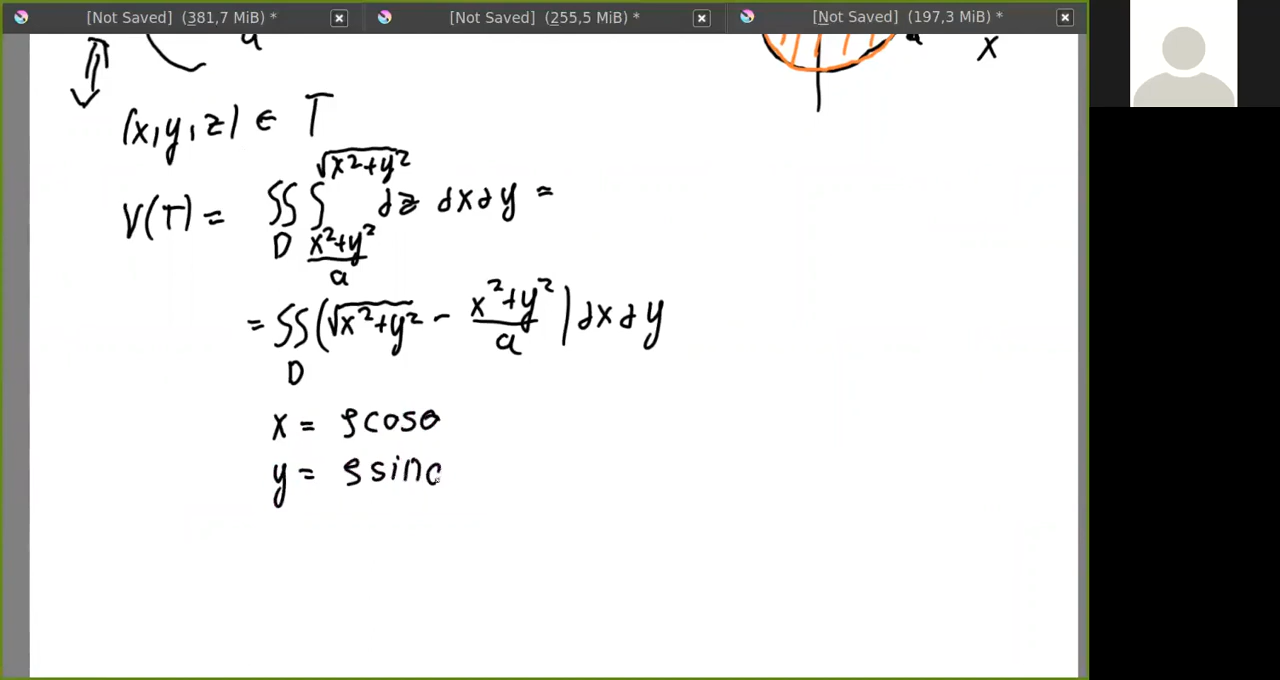 [Not Saved] (381,7 MiB) * [Not Saved] (255,5 MiB) * [Not Saved] (197,3 MiB) *
a a x
(x,y,z) ∈ T
V(T) = ∬_D ∫_{(x²+y²)/a}^{√(x²+y²)} dz dx dy =
= ∬_D (√(x²+y²) - (x²+y²)/a) dx dy
x = ρcosθ
y = ρsin